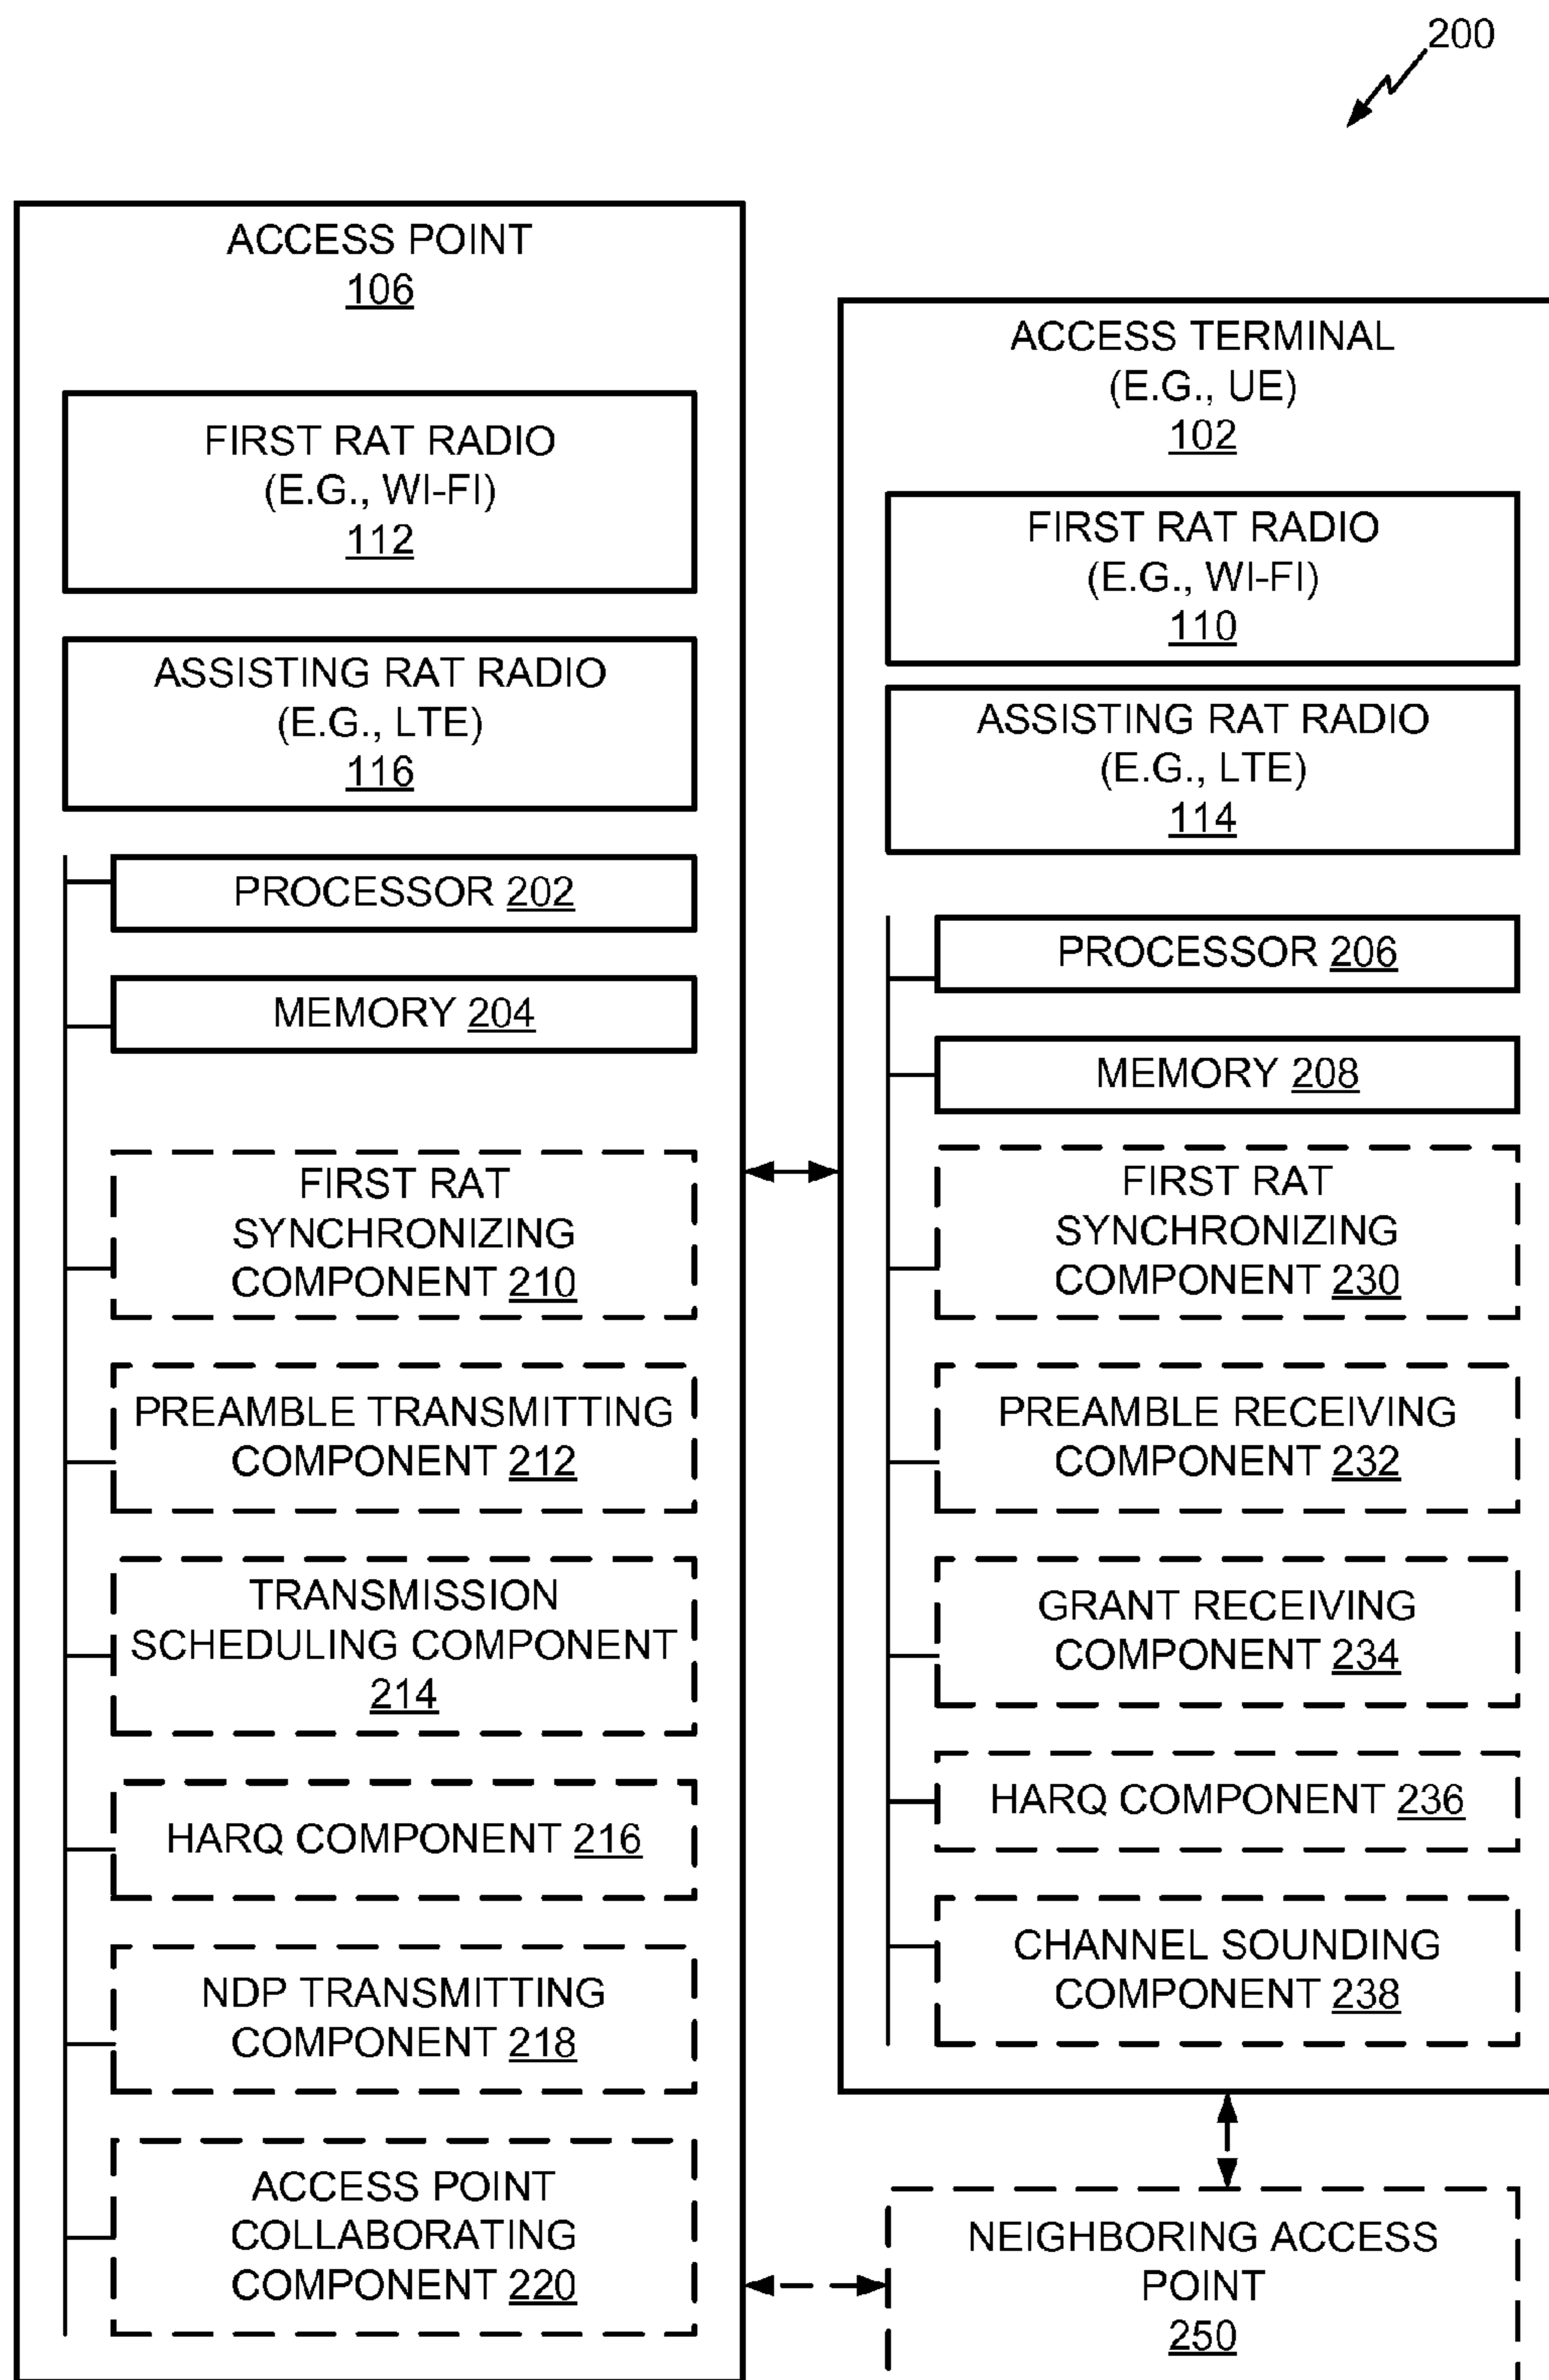 200
ACCESS POINT
106
FIRST RAT RADIO
(E.G., WI-FI)
112
ASSISTING RAT RADIO
(E.G., LTE)
116
PROCESSOR 202
MEMORY 204
FIRST RAT
SYNCHRONIZING
COMPONENT 210
PREAMBLE TRANSMITTING
COMPONENT 212
TRANSMISSION
SCHEDULING COMPONENT
214
HARQ COMPONENT 216
NDP TRANSMITTING
COMPONENT 218
ACCESS POINT
COLLABORATING
COMPONENT 220
ACCESS TERMINAL
(E.G., UE)
102
FIRST RAT RADIO
(E.G., WI-FI)
110
ASSISTING RAT RADIO
(E.G., LTE)
114
PROCESSOR 206
MEMORY 208
FIRST RAT
SYNCHRONIZING
COMPONENT 230
PREAMBLE RECEIVING
COMPONENT 232
GRANT RECEIVING
COMPONENT 234
HARQ COMPONENT 236
CHANNEL SOUNDING
COMPONENT 238
NEIGHBORING ACCESS
POINT
250